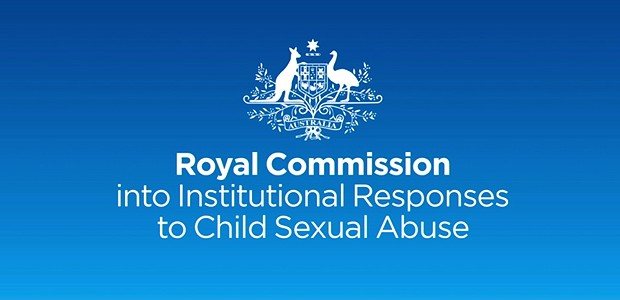 AUSTRALIA
Royal Commission
into Institutional Responses
to Child Sexual Abuse